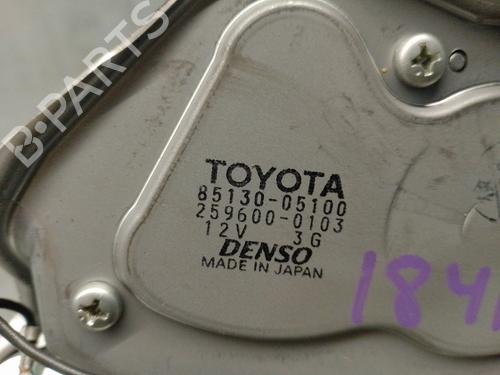 B-PARTS
TOYOTA
85130-05100
259600-0103
12V 3G
DENSO
MADE IN JAPAN